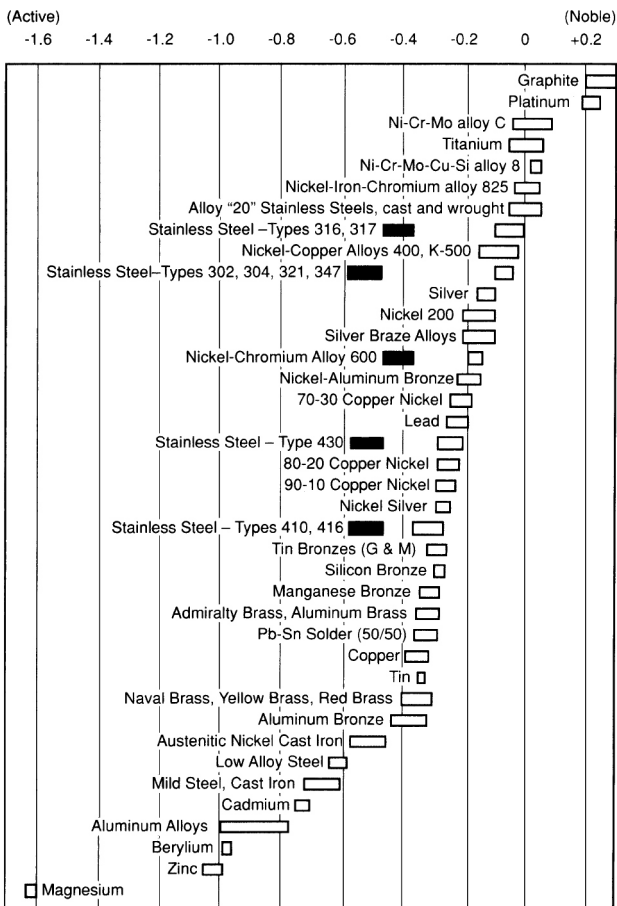 (Active) (Noble)
-1.6 -1.4 -1.2 -1.0 -0.8 -0.6 -0.4 -0.2 0 +0.2
Graphite
Platinum
Ni-Cr-Mo alloy C
Titanium
Ni-Cr-Mo-Cu-Si alloy 8
Nickel-Iron-Chromium alloy 825
Alloy “20” Stainless Steels, cast and wrought
Stainless Steel –Types 316, 317
Nickel-Copper Alloys 400, K-500
Stainless Steel–Types 302, 304, 321, 347
Silver
Nickel 200
Silver Braze Alloys
Nickel-Chromium Alloy 600
Nickel-Aluminum Bronze
70-30 Copper Nickel
Lead
Stainless Steel – Type 430
80-20 Copper Nickel
90-10 Copper Nickel
Nickel Silver
Stainless Steel – Types 410, 416
Tin Bronzes (G & M)
Silicon Bronze
Manganese Bronze
Admiralty Brass, Aluminum Brass
Pb-Sn Solder (50/50)
Copper
Tin
Naval Brass, Yellow Brass, Red Brass
Aluminum Bronze
Austenitic Nickel Cast Iron
Low Alloy Steel
Mild Steel, Cast Iron
Cadmium
Aluminum Alloys
Berylium
Zinc
Magnesium